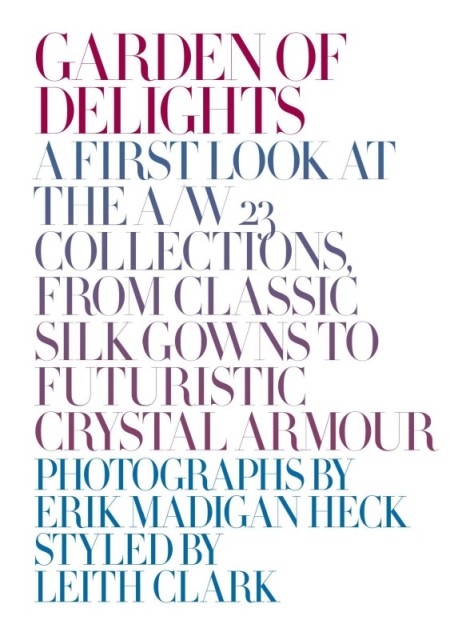 GARDEN OF
DELIGHTS
A FIRST LOOK AT
THE A/W 23
COLLECTIONS,
FROM CLASSIC
SILK GOWNS TO
FUTURISTIC
CRYSTAL ARMOUR
PHOTOGRAPHS BY
ERIK MADIGAN HECK
STYLED BY
LEITH CLARK